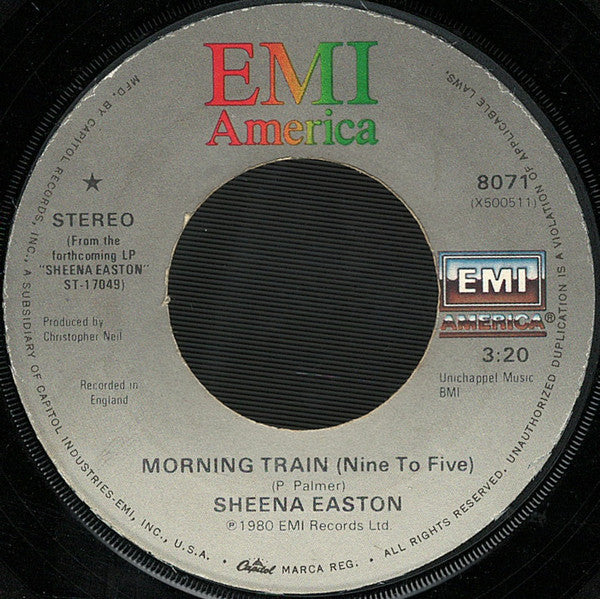 EMI
America
MFD. BY CAPITOL RECORDS, INC., A SUBSIDIARY OF CAPITOL INDUSTRIES-EMI, INC., U.S.A. · Capitol MARCA REG. · ALL RIGHTS RESERVED. UNAUTHORIZED DUPLICATION IS A VIOLATION OF APPLICABLE LAWS.
★
STEREO
(From the
forthcoming LP
"SHEENA EASTON"
ST-17049)
Produced by
Christopher Neil
Recorded in
England
8071
(X500511)
EMI
AMERICA®
3:20
Unichappel Music
BMI
MORNING TRAIN (Nine To Five)
(P. Palmer)
SHEENA EASTON
℗1980 EMI Records Ltd.